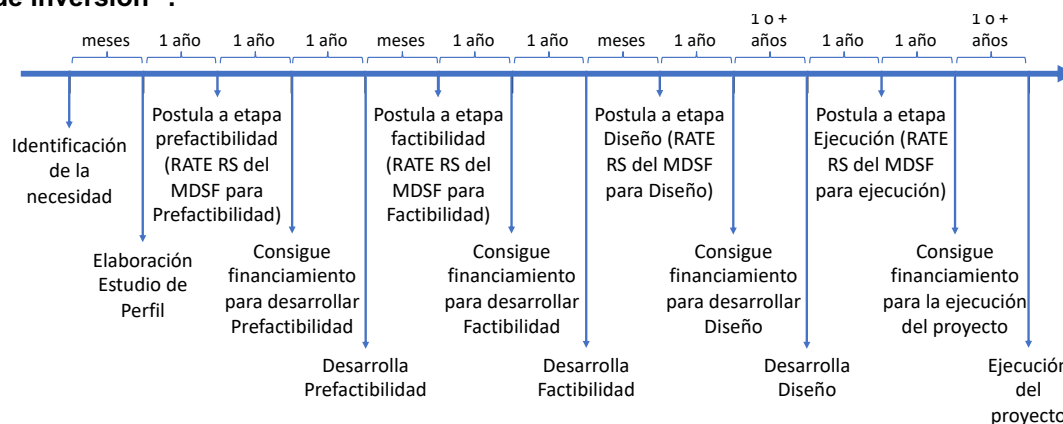 de inversión
meses
1 año
1 año
1 año
meses
1 año
1 año
meses
1 año
1 o +
años
1 año
1 año
1 o +
años
Identificación
de la
necesidad
Elaboración
Estudio de
Perfil
Postula a etapa
prefactibilidad
(RATE RS del
MDSF para
Prefactibilidad)
Consigue
financiamiento
para desarrollar
Prefactibilidad
Desarrolla
Prefactibilidad
Postula a etapa
factibilidad
(RATE RS del
MDSF para
Factibilidad)
Consigue
financiamiento
para desarrollar
Factibilidad
Desarrolla
Factibilidad
Postula a etapa
Diseño (RATE
RS del MDSF
para Diseño)
Consigue
financiamiento
para desarrollar
Diseño
Desarrolla
Diseño
Postula a etapa
Ejecución (RATE
RS del MDSF
para ejecución)
Consigue
financiamiento
para la ejecución
del proyecto
Ejecución
del
proyecto